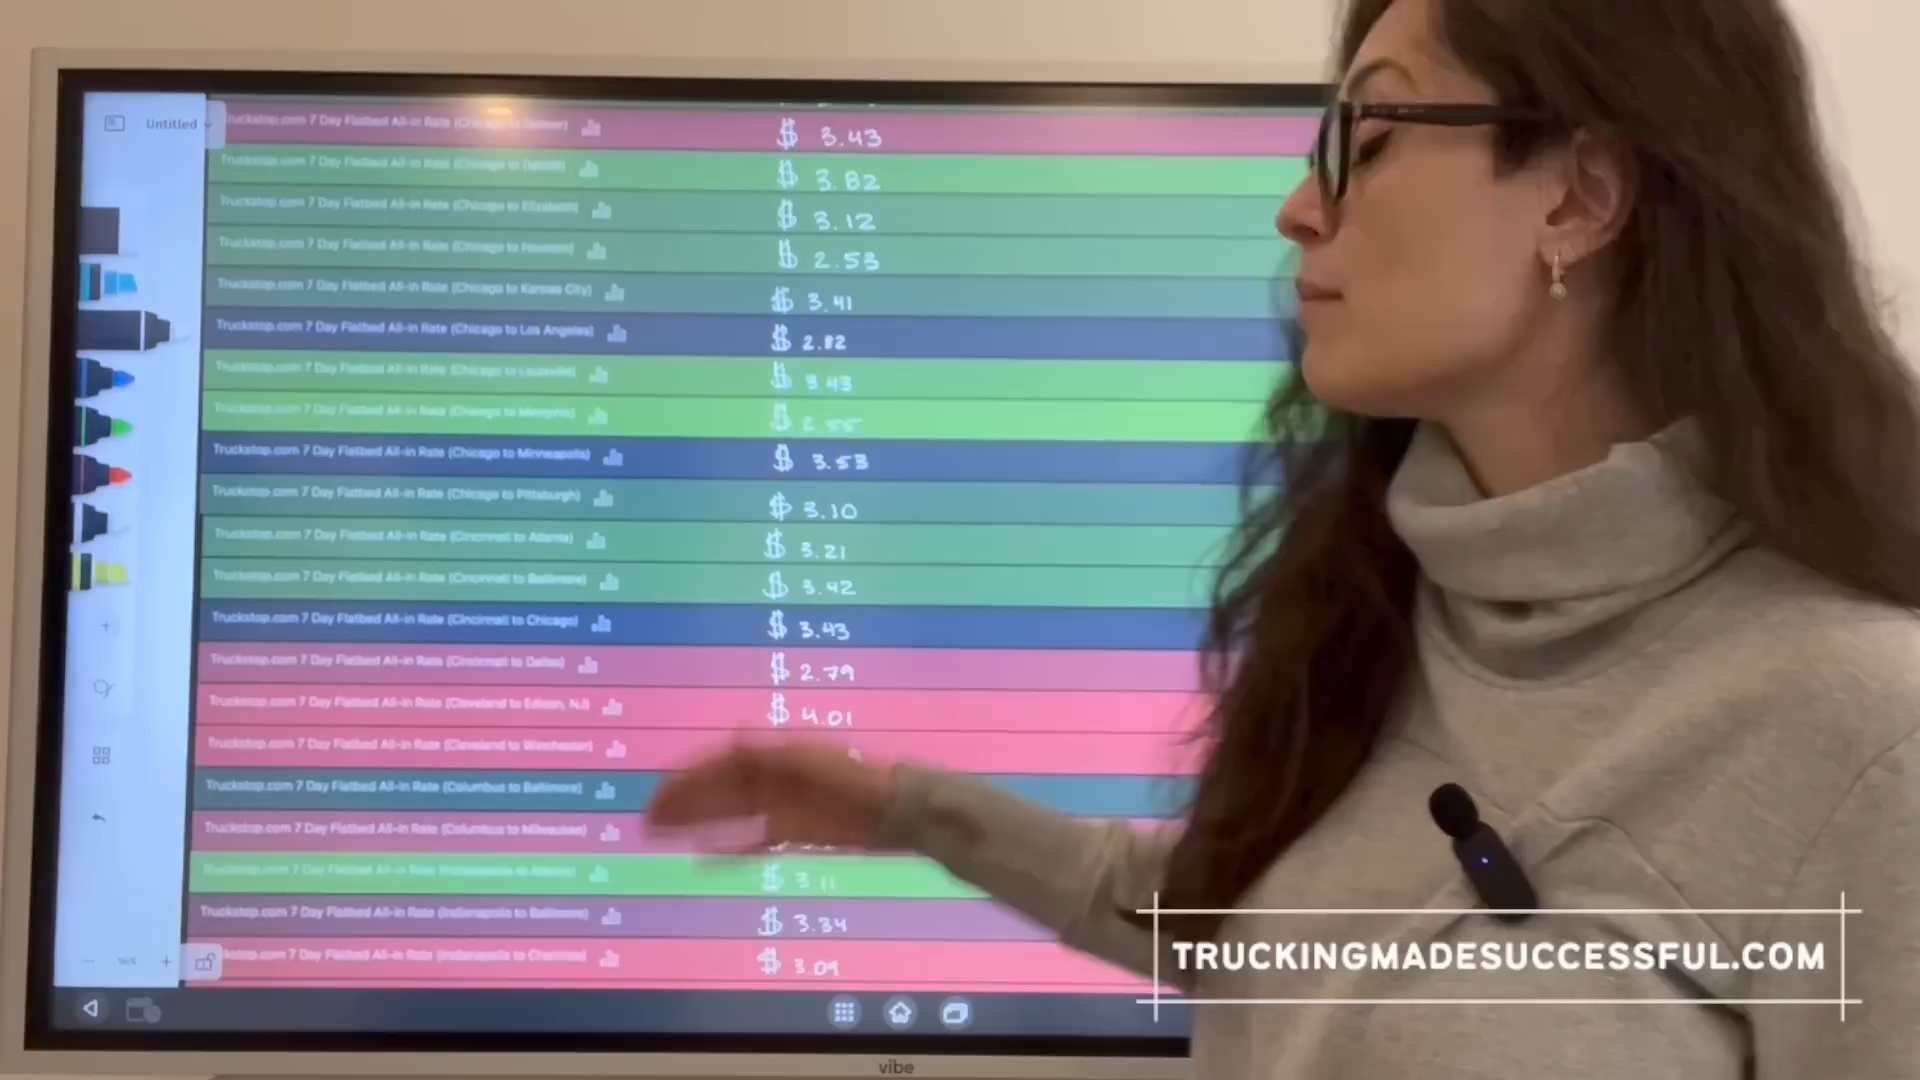 Untitled
Truckstop.com 7 Day Flatbed All-in Rate (Chicago to Denver) $ 3.43
Truckstop.com 7 Day Flatbed All-in Rate (Chicago to Detroit) $ 3.82
Truckstop.com 7 Day Flatbed All-in Rate (Chicago to Elizabeth) $ 3.12
Truckstop.com 7 Day Flatbed All-in Rate (Chicago to Houston) $ 2.53
Truckstop.com 7 Day Flatbed All-in Rate (Chicago to Kansas City) $ 3.41
Truckstop.com 7 Day Flatbed All-in Rate (Chicago to Los Angeles) $ 2.82
Truckstop.com 7 Day Flatbed All-in Rate (Chicago to Louisville) $ 3.43
Truckstop.com 7 Day Flatbed All-in Rate (Chicago to Memphis) $ 2.55
Truckstop.com 7 Day Flatbed All-in Rate (Chicago to Minneapolis) $ 3.53
Truckstop.com 7 Day Flatbed All-in Rate (Chicago to Pittsburgh) $ 3.10
Truckstop.com 7 Day Flatbed All-in Rate (Cincinnati to Atlanta) $ 3.21
Truckstop.com 7 Day Flatbed All-in Rate (Cincinnati to Baltimore) $ 3.42
Truckstop.com 7 Day Flatbed All-in Rate (Cincinnati to Chicago) $ 3.43
Truckstop.com 7 Day Flatbed All-in Rate (Cincinnati to Dallas) $ 2.79
Truckstop.com 7 Day Flatbed All-in Rate (Cleveland to Edison, NJ) $ 4.01
Truckstop.com 7 Day Flatbed All-in Rate (Cleveland to Winchester)
Truckstop.com 7 Day Flatbed All-in Rate (Columbus to Baltimore)
Truckstop.com 7 Day Flatbed All-in Rate (Columbus to Milwaukee)
Truckstop.com 7 Day Flatbed All-in Rate (Indianapolis to Atlanta) $ 3.11
Truckstop.com 7 Day Flatbed All-in Rate (Indianapolis to Baltimore) $ 3.34
kstop.com 7 Day Flatbed All-in Rate (Indianapolis to Charlotte) $ 3.09
TRUCKINGMADESUCCESSFUL.COM
vibe